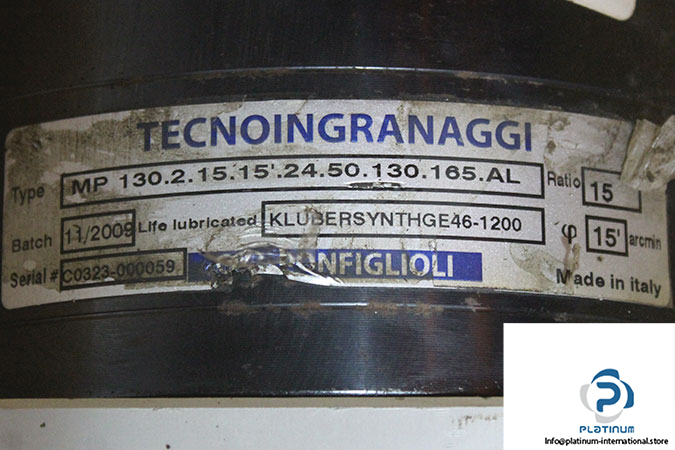 TECNOINGRANAGGI
Type MP 130.2.15.15'.24.50.130.165.AL Ratio 15
Batch 11/2009 Life lubricated KLUBERSYNTHGE46-1200 φ 15' arcmin
Serial # C0323-000059 BONFIGLIOLI Made in italy
PLATINUM
Info@platinum-international.store